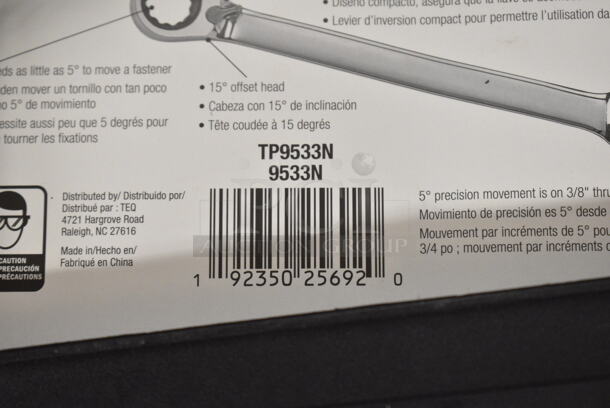 • Diseño compacto, asegura que la llave
• Levier d'inversion compact pour permettre l'utilisation da
ds as little as 5° to move a fastener
den mover un tornillo con tan poco
o 5° de movimiento
essite aussi peu que 5 degrés pour
tourner les fixations
• 15° offset head
• Cabeza con 15° de inclinación
• Tête coudée à 15 degrés
TP9533N
9533N
Distributed by/ Distribuido por/
Distribué par : TEQ
4721 Hargrove Road
Raleigh, NC 27616
Made in/Hecho en/
Fabriqué en China
CAUTION
PRECAUCIÓN
PRÉCAUTIONS
AUCTION GROUP
1 92350 25692 0
5° precision movement is on 3/8" thru
Movimiento de precisión es 5° desde
Mouvement par incréments de 5° pou
3/4 po ; mouvement par incréments d